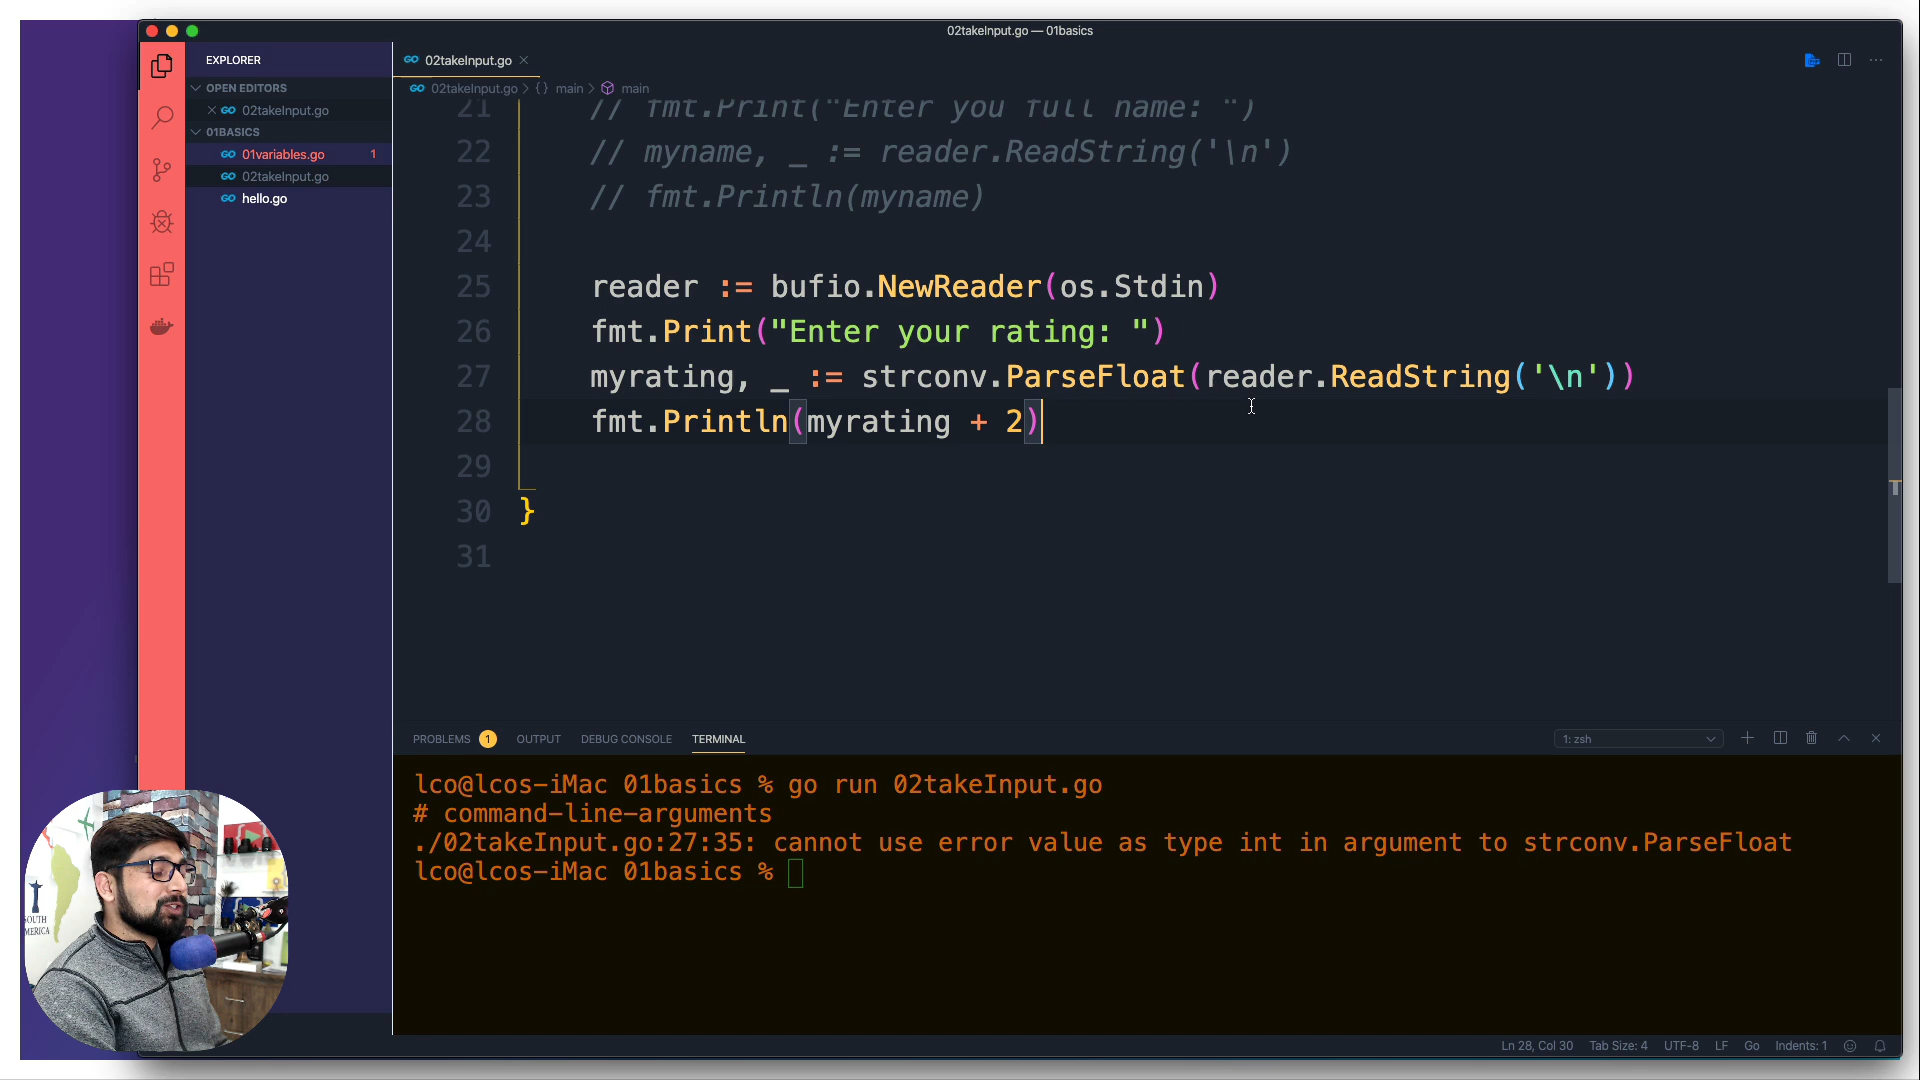 02takeInput.go — 01basics
EXPLORER
OPEN EDITORS
02takeInput.go
01BASICS
01variables.go 1
02takeInput.go
hello.go
02takeInput.go
02takeInput.go > {} main > main
21 // fmt.Print("Enter you full name: ")
22 // myname, _ := reader.ReadString('\n')
23 // fmt.Println(myname)
24
25 reader := bufio.NewReader(os.Stdin)
26 fmt.Print("Enter your rating: ")
27 myrating, _ := strconv.ParseFloat(reader.ReadString('\n'))
28 fmt.Println(myrating + 2)
29
30 }
31
PROBLEMS 1 OUTPUT DEBUG CONSOLE TERMINAL
1: zsh
lco@lcos-iMac 01basics % go run 02takeInput.go
# command-line-arguments
./02takeInput.go:27:35: cannot use error value as type int in argument to strconv.ParseFloat
lco@lcos-iMac 01basics %
SOUTH
MERICA
Ln 28, Col 30 Tab Size: 4 UTF-8 LF Go Indents: 1